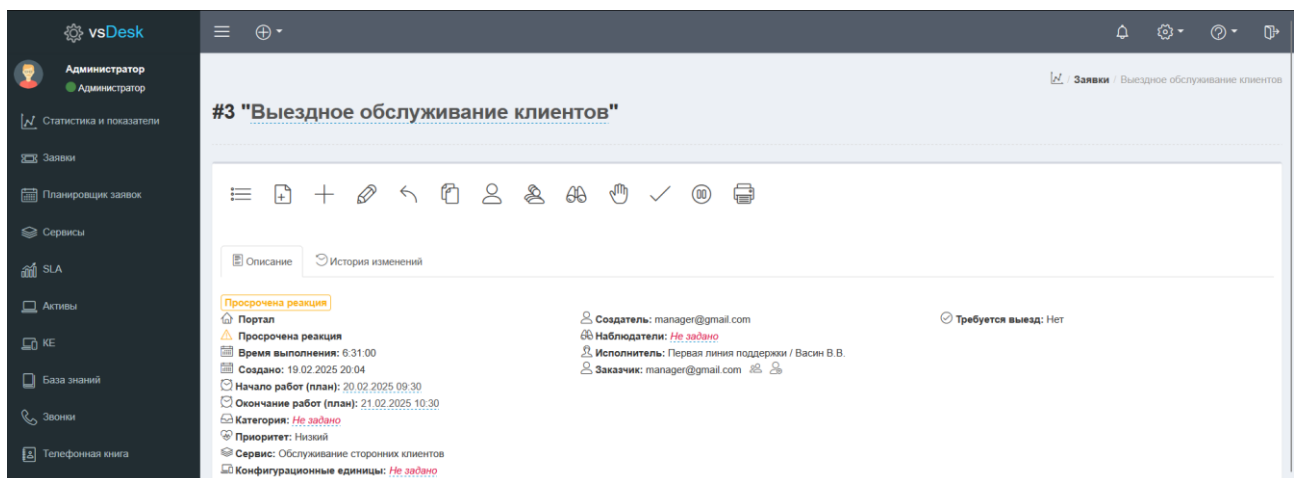 vsDesk
Администратор
Администратор
Статистика и показатели
Заявки
Планировщик заявок
Сервисы
SLA
Активы
КЕ
База знаний
Звонки
Телефонная книга
/ Заявки / Выездное обслуживание клиентов
#3 "Выездное обслуживание клиентов"
Описание
История изменений
Просрочена реакция
Портал
Просрочена реакция
Время выполнения: 6:31:00
Создано: 19.02.2025 20:04
Начало работ (план): 20.02.2025 09:30
Окончание работ (план): 21.02.2025 10:30
Категория: Не задано
Приоритет: Низкий
Сервис: Обслуживание сторонних клиентов
Конфигурационные единицы: Не задано
Создатель: manager@gmail.com
Наблюдатели: Не задано
Исполнитель: Первая линия поддержки / Васин В.В.
Заказчик: manager@gmail.com
Требуется выезд: Нет